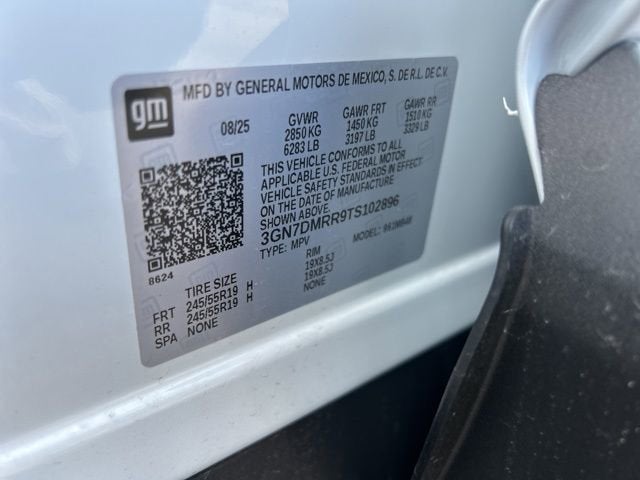 gm
MFD BY GENERAL MOTORS DE MEXICO, S. DE R.L. DE C.V.
08/25 GVWR GAWR FRT GAWR RR
2850 KG 1450 KG 1510 KG
6283 LB 3197 LB 3329 LB
THIS VEHICLE CONFORMS TO ALL
APPLICABLE U.S. FEDERAL MOTOR
VEHICLE SAFETY STANDARDS IN EFFECT
ON THE DATE OF MANUFACTURE
SHOWN ABOVE.
3GN7DMRR9TS102896
TYPE: MPV MODEL:
8624
TIRE SIZE RIM
FRT 245/55R19 H 19X8.5J
RR 245/55R19 H 19X8.5J
SPA NONE NONE